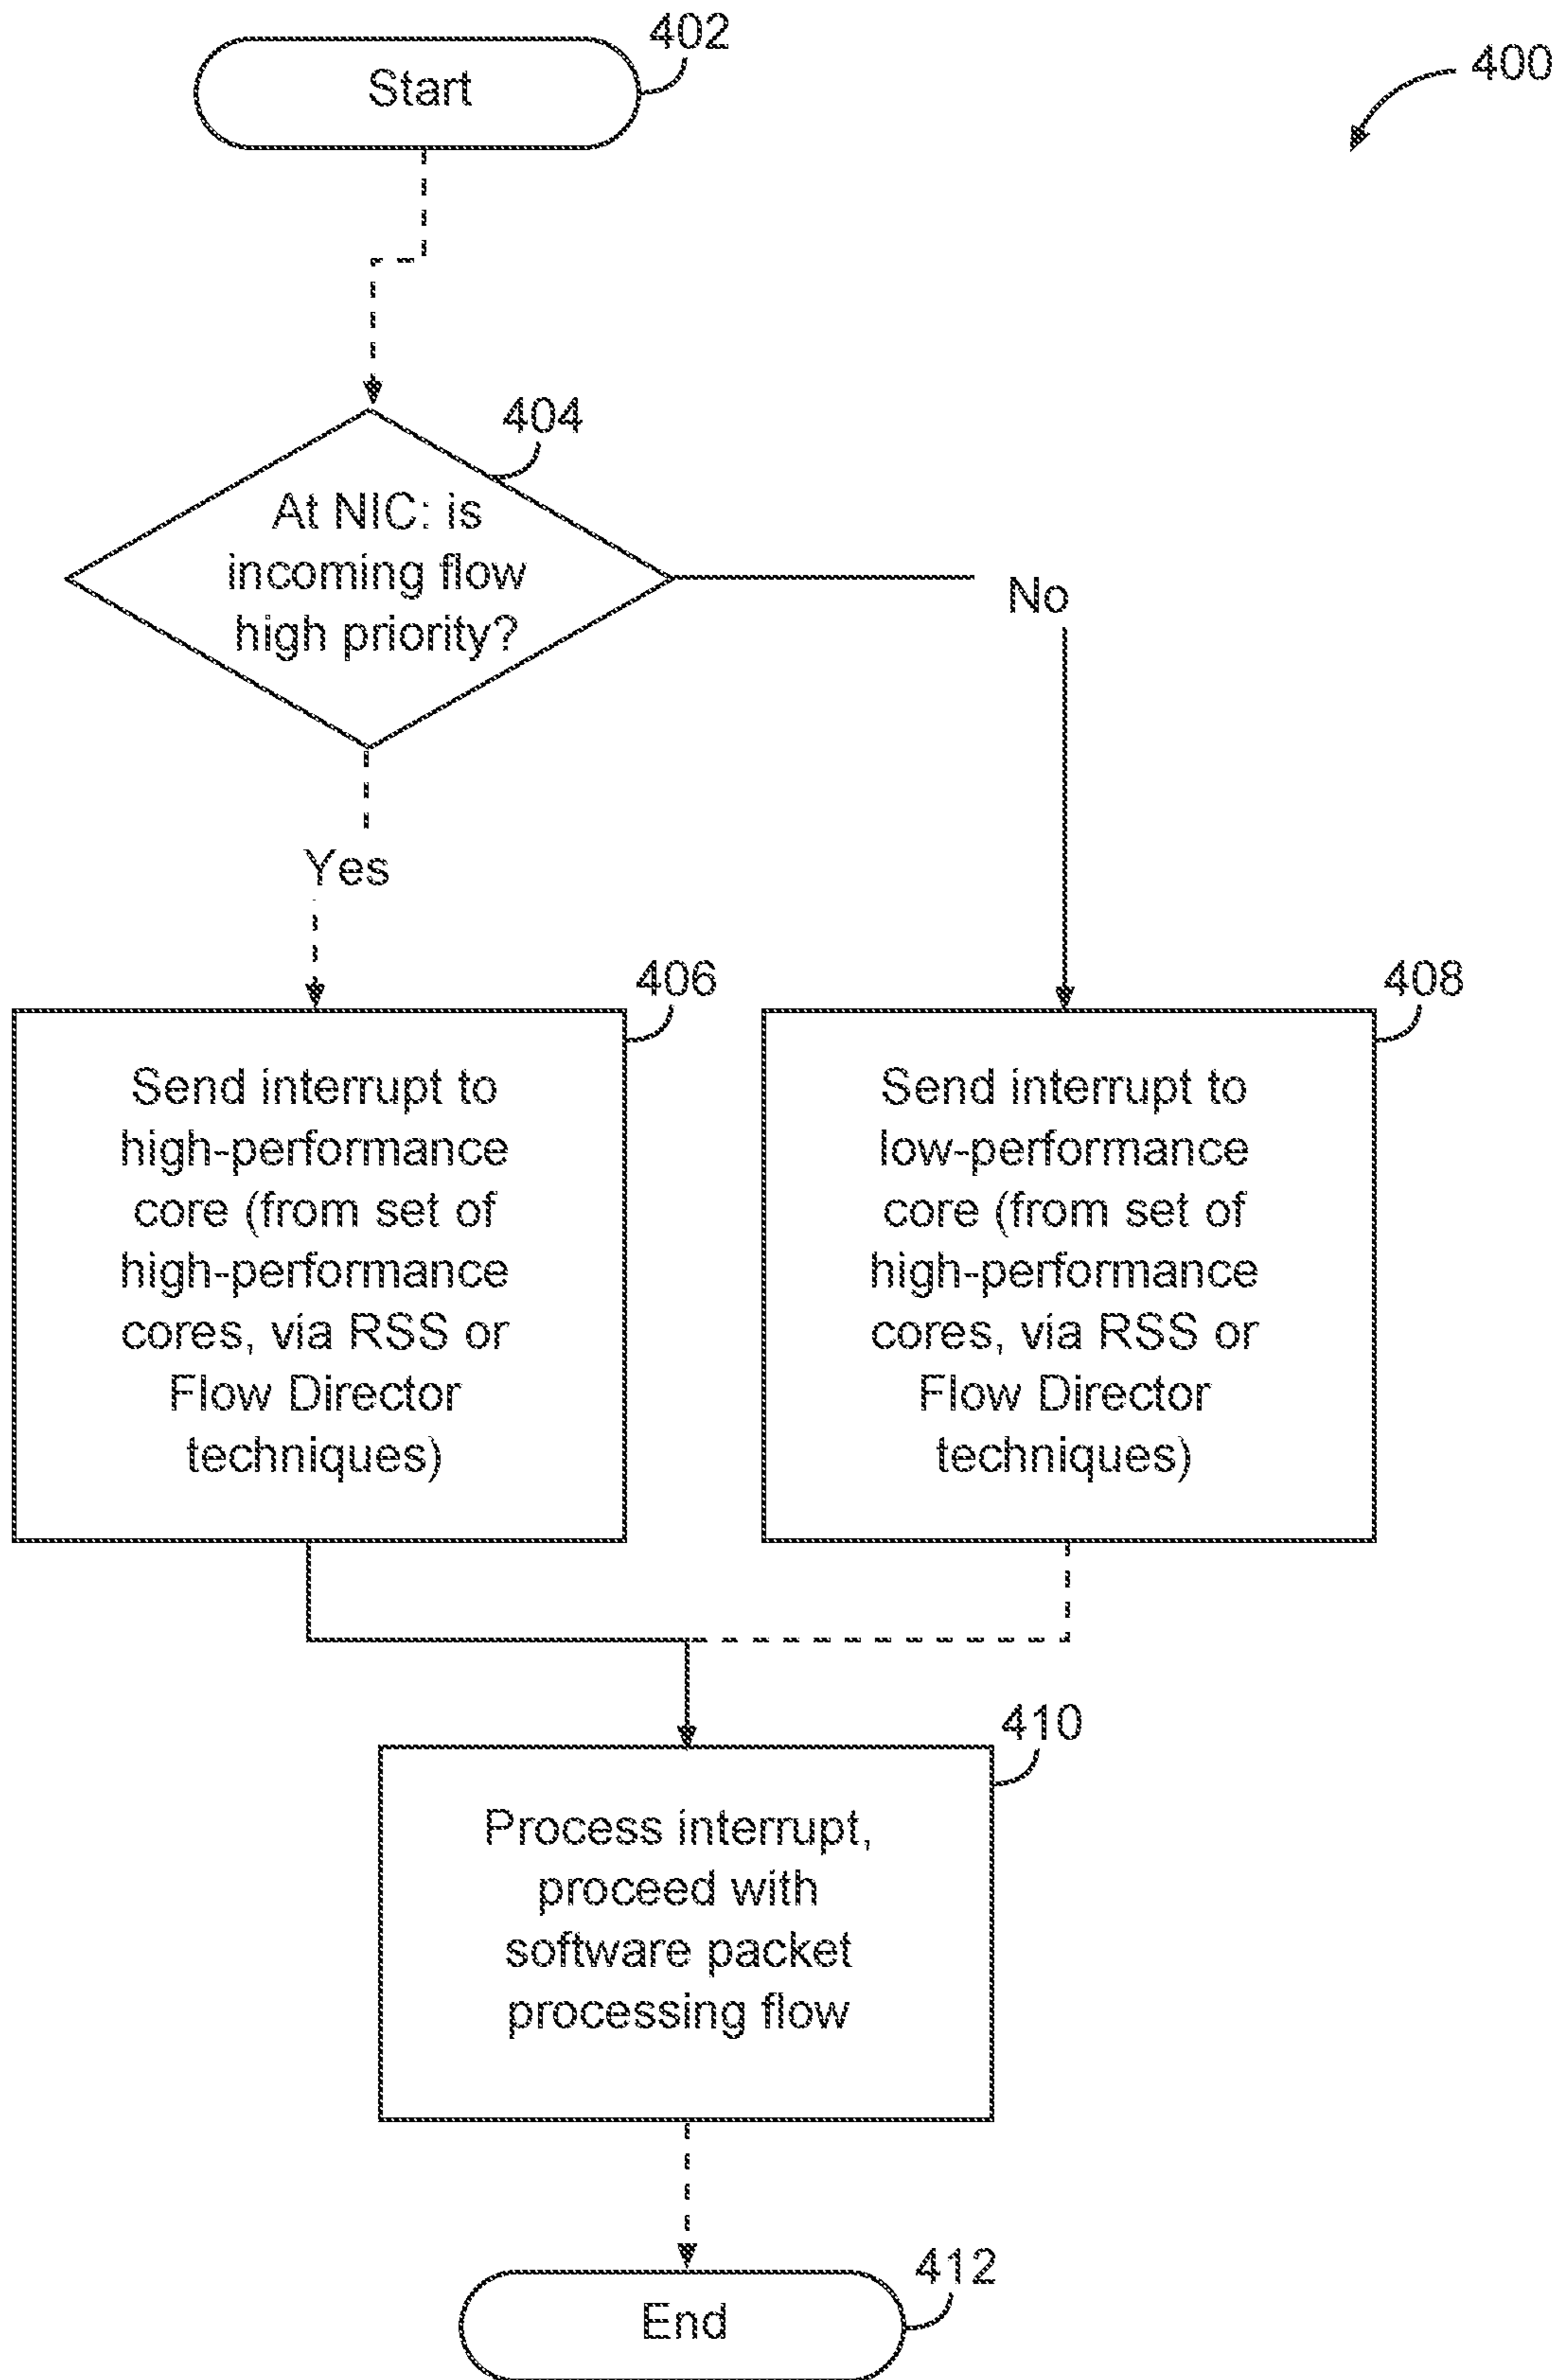 402
Start
400
404
At NIC: is
incoming flow
high priority?
No
Yes
406
Send interrupt to
high-performance
core (from set of
high-performance
cores, via RSS or
Flow Director
techniques)
408
Send interrupt to
low-performance
core (from set of
high-performance
cores, via RSS or
Flow Director
techniques)
410
Process interrupt,
proceed with
software packet
processing flow
412
End